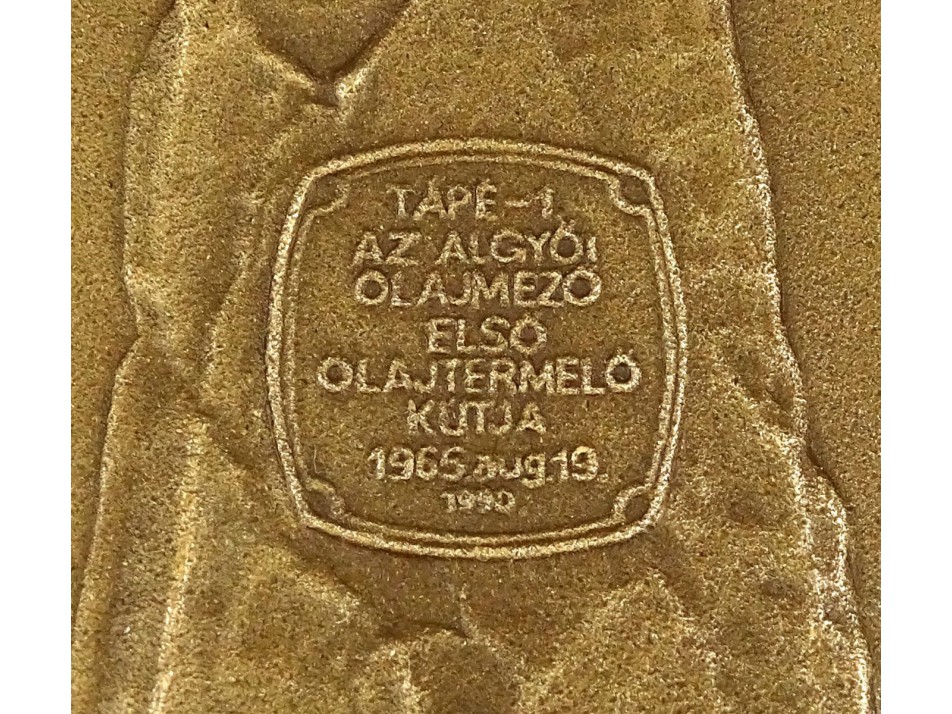 TÁPÉ-1.
AZ ALGYŐI
OLAJMEZŐ
ELSŐ
OLAJTERMELŐ
KÚTJA
1965.aug.19.
1990.